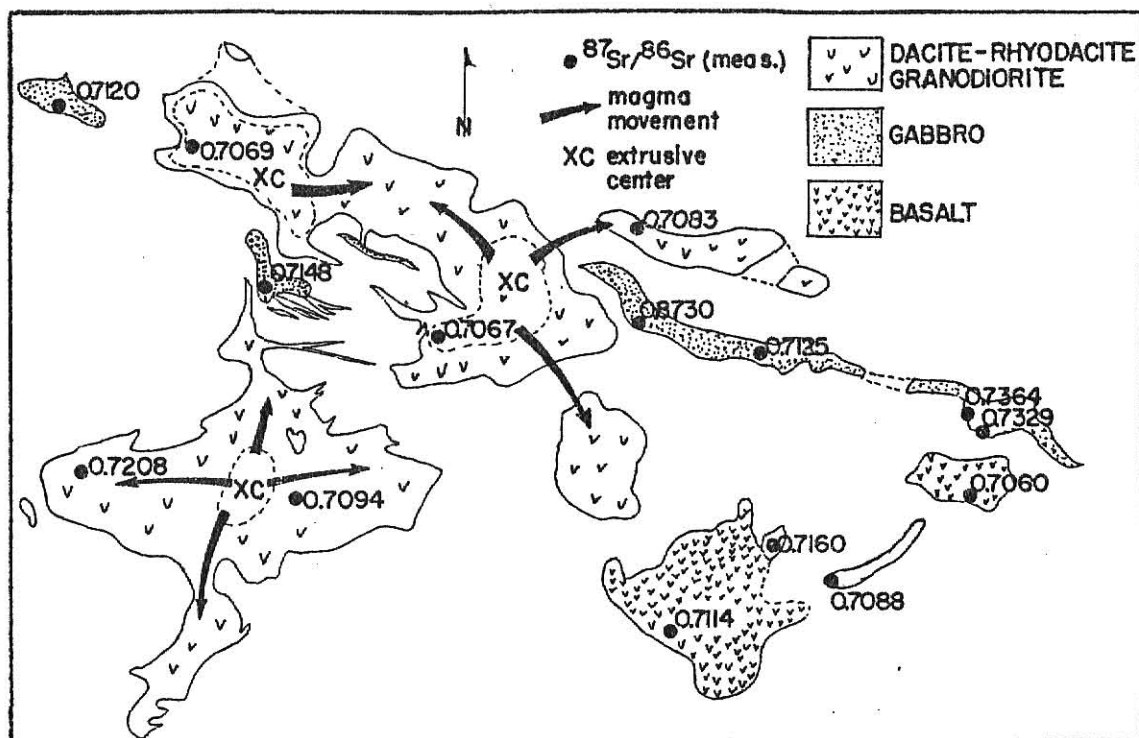 87Sr/86Sr (meas.)
magma
movement
XC extrusive
center
N
DACITE-RHYODACITE
GRANODIORITE
GABBRO
BASALT
0.7120
0.7069
XC
0.7083
0.7148
XC
0.7067
0.8730
0.7125
0.7364
0.7329
0.7208
XC
0.7094
0.7060
0.7160
0.7088
0.7114